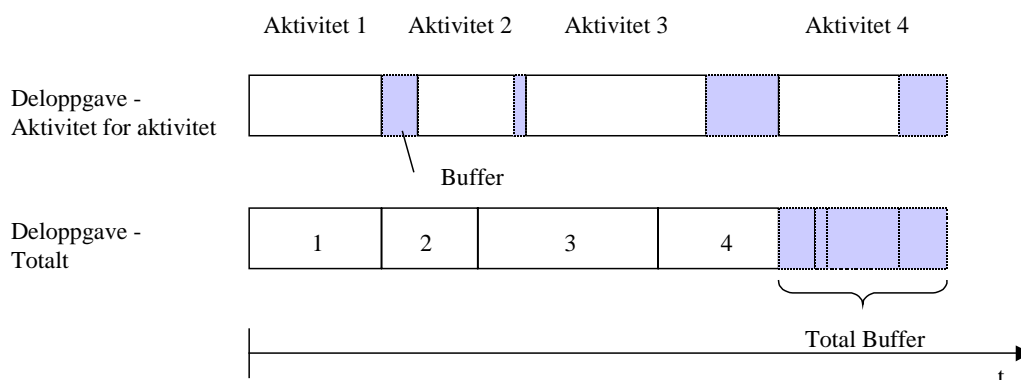 Aktivitet 1 Aktivitet 2 Aktivitet 3 Aktivitet 4
Deloppgave -
Aktivitet for aktivitet
Buffer
Deloppgave -
Totalt
1 2 3 4
Total Buffer
t